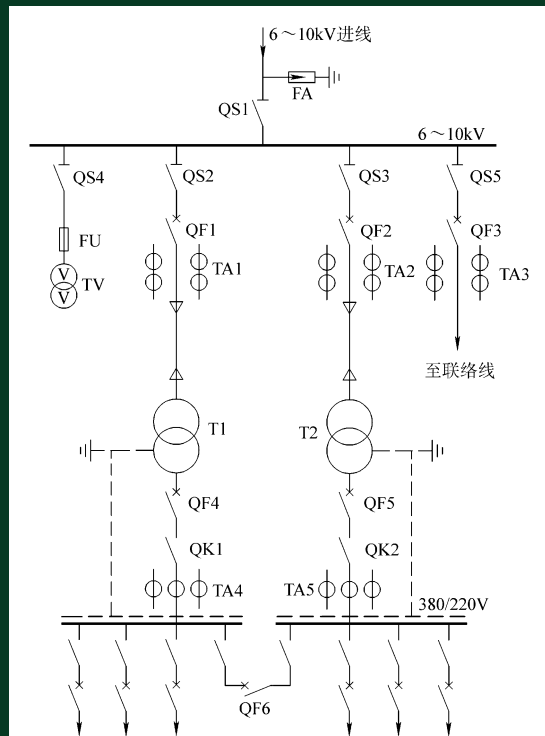 6～10kV进线
FA
QS1
6～10kV
QS4
QS2
QS3
QS5
QF1
QF2
QF3
FU
TA1
TA2
TA3
V
V
TV
至联络线
T1
T2
QF4
QF5
QK1
QK2
TA4
TA5
380/220V
QF6